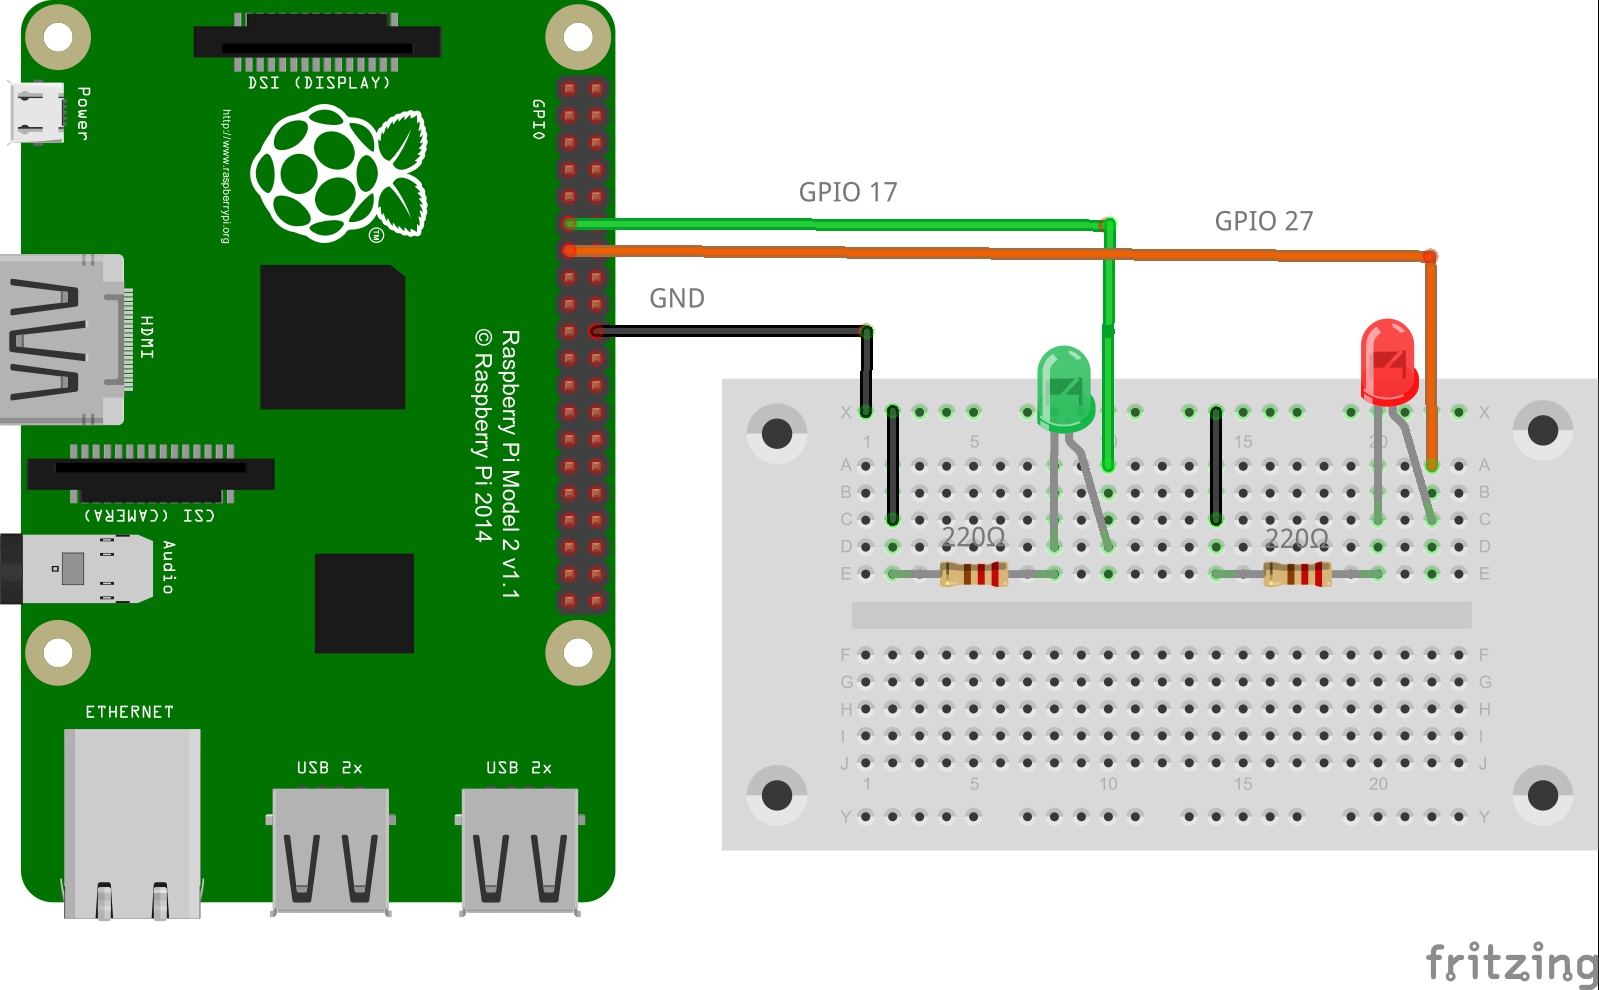 DSI (DISPLAY)
Power
http://www.raspberrypi.org
TM
GPIO
GPIO 17
GPIO 27
GND
HDMI
Raspberry Pi Model 2 v1.1
© Raspberry Pi 2014
CSI (CAMERA)
Audio
ETHERNET
USB 2x
USB 2x
X X
1 5 10 15 20
A A
B B
C C
D D
220Ω 220Ω
E E
F F
G G
H H
I I
J J
1 5 10 15 20
Y Y
fritzing